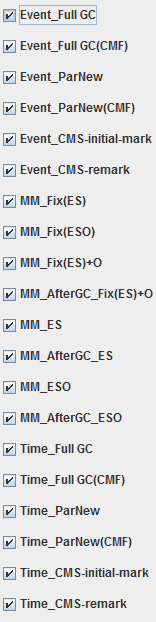 Event_Full GC
Event_Full GC(CMF)
Event_ParNew
Event_ParNew(CMF)
Event_CMS-initial-mark
Event_CMS-remark
MM_Fix(ES)
MM_Fix(ESO)
MM_Fix(ES)+O
MM_AfterGC_Fix(ES)+O
MM_ES
MM_AfterGC_ES
MM_ESO
MM_AfterGC_ESO
Time_Full GC
Time_Full GC(CMF)
Time_ParNew
Time_ParNew(CMF)
Time_CMS-initial-mark
Time_CMS-remark